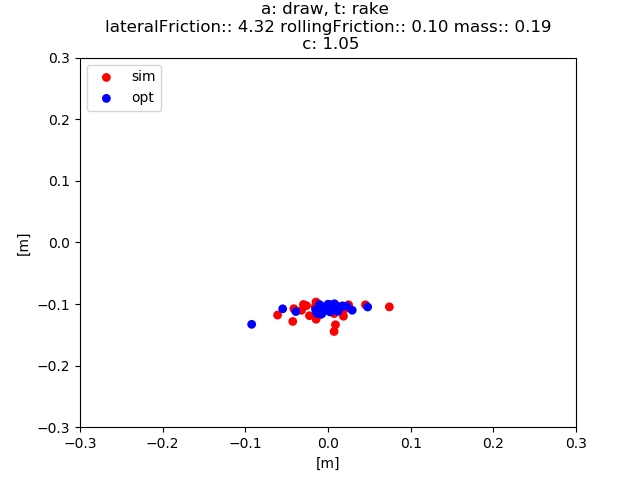 a: draw, t: rake
lateralFriction:: 4.32 rollingFriction:: 0.10 mass:: 0.19
c: 1.05
sim
opt
0.3
0.2
0.1
0.0
−0.1
−0.2
−0.3
[m]
−0.3 −0.2 −0.1 0.0 0.1 0.2 0.3
[m]